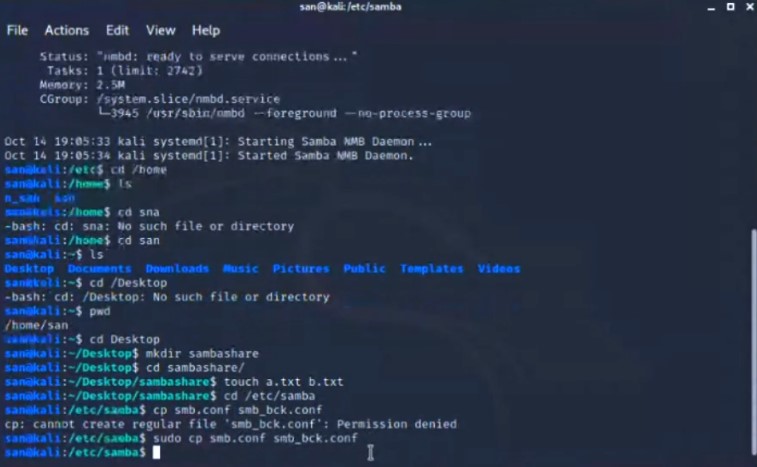 san@kali: /etc/samba
File Actions Edit View Help
Status: "nmbd: ready to serve connections..."
Tasks: 1 (limit: 2742)
Memory: 2.5M
CGroup: /system.slice/nmbd.service
└─3945 /usr/sbin/nmbd --foreground --no-process-group
Oct 14 19:05:33 kali systemd[1]: Starting Samba NMB Daemon...
Oct 14 19:05:34 kali systemd[1]: Started Samba NMB Daemon.
san@kali:/etc$ cd /home
san@kali:/home$ ls
n_san san
san@kali:/home$ cd sna
-bash: cd: sna: No such file or directory
san@kali:/home$ cd san
san@kali:~$ ls
Desktop Documents Downloads Music Pictures Public Templates Videos
san@kali:~$ cd /Desktop
-bash: cd: /Desktop: No such file or directory
san@kali:~$ pwd
/home/san
san@kali:~$ cd Desktop
san@kali:~/Desktop$ mkdir sambashare
san@kali:~/Desktop$ cd sambashare/
san@kali:~/Desktop/sambashare$ touch a.txt b.txt
san@kali:~/Desktop/sambashare$ cd /etc/samba
san@kali:/etc/samba$ cp smb.conf smb_bck.conf
cp: cannot create regular file 'smb_bck.conf': Permission denied
san@kali:/etc/samba$ sudo cp smb.conf smb_bck.conf
san@kali:/etc/samba$